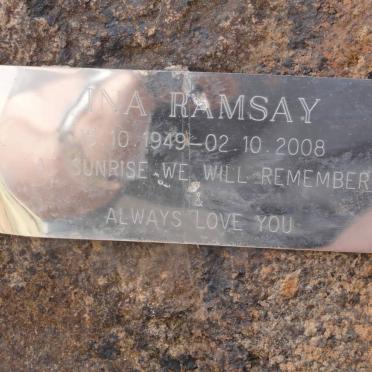 INA RAMSAY
10.1949–02.10.2008
SUNRISE WE WILL REMEMBER
&
ALWAYS LOVE YOU